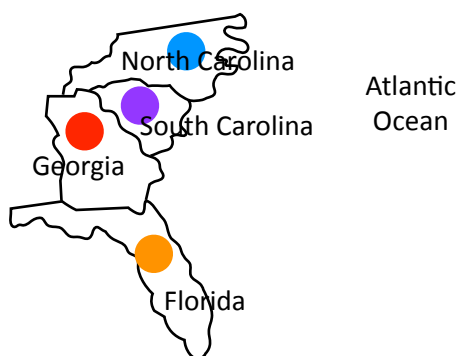 North Carolina
Atlantic
Ocean
South Carolina
Georgia
Florida